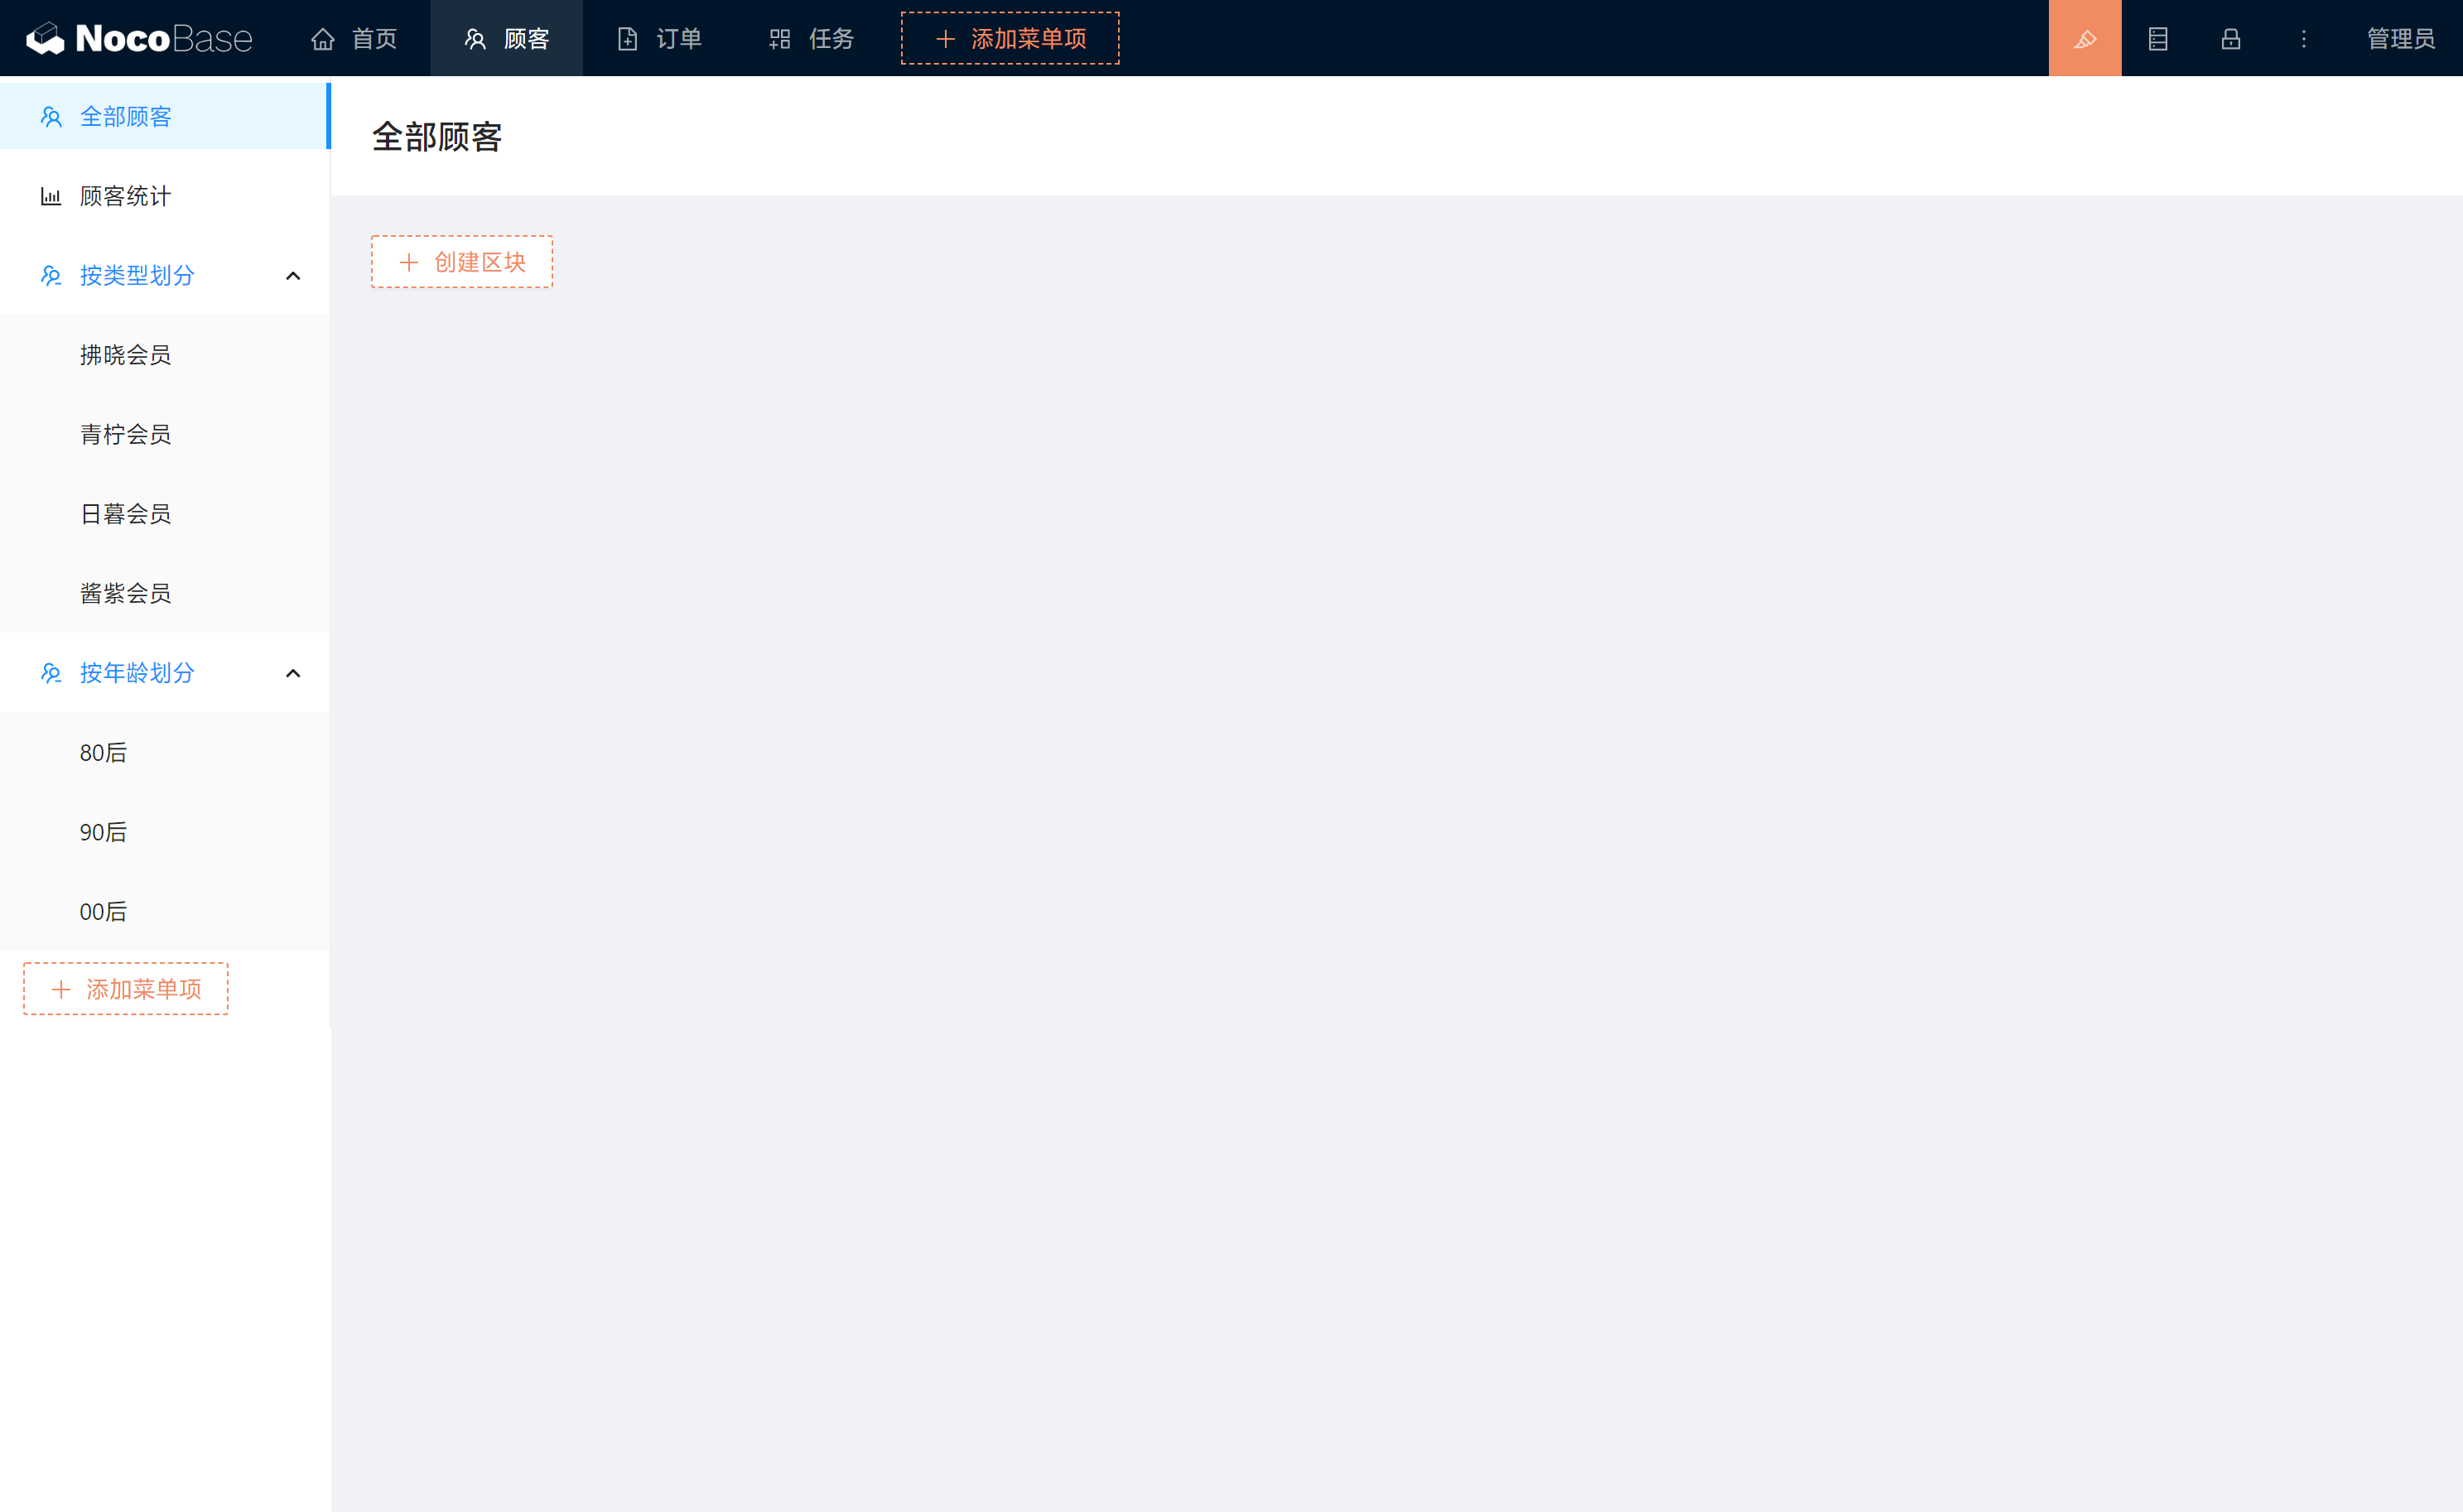 NocoBase 首页 顾客 订单 任务 + 添加菜单项 管理员
全部顾客
顾客统计
按类型划分
拂晓会员
青柠会员
日暮会员
酱紫会员
按年龄划分
80后
90后
00后
+ 添加菜单项
全部顾客
+ 创建区块